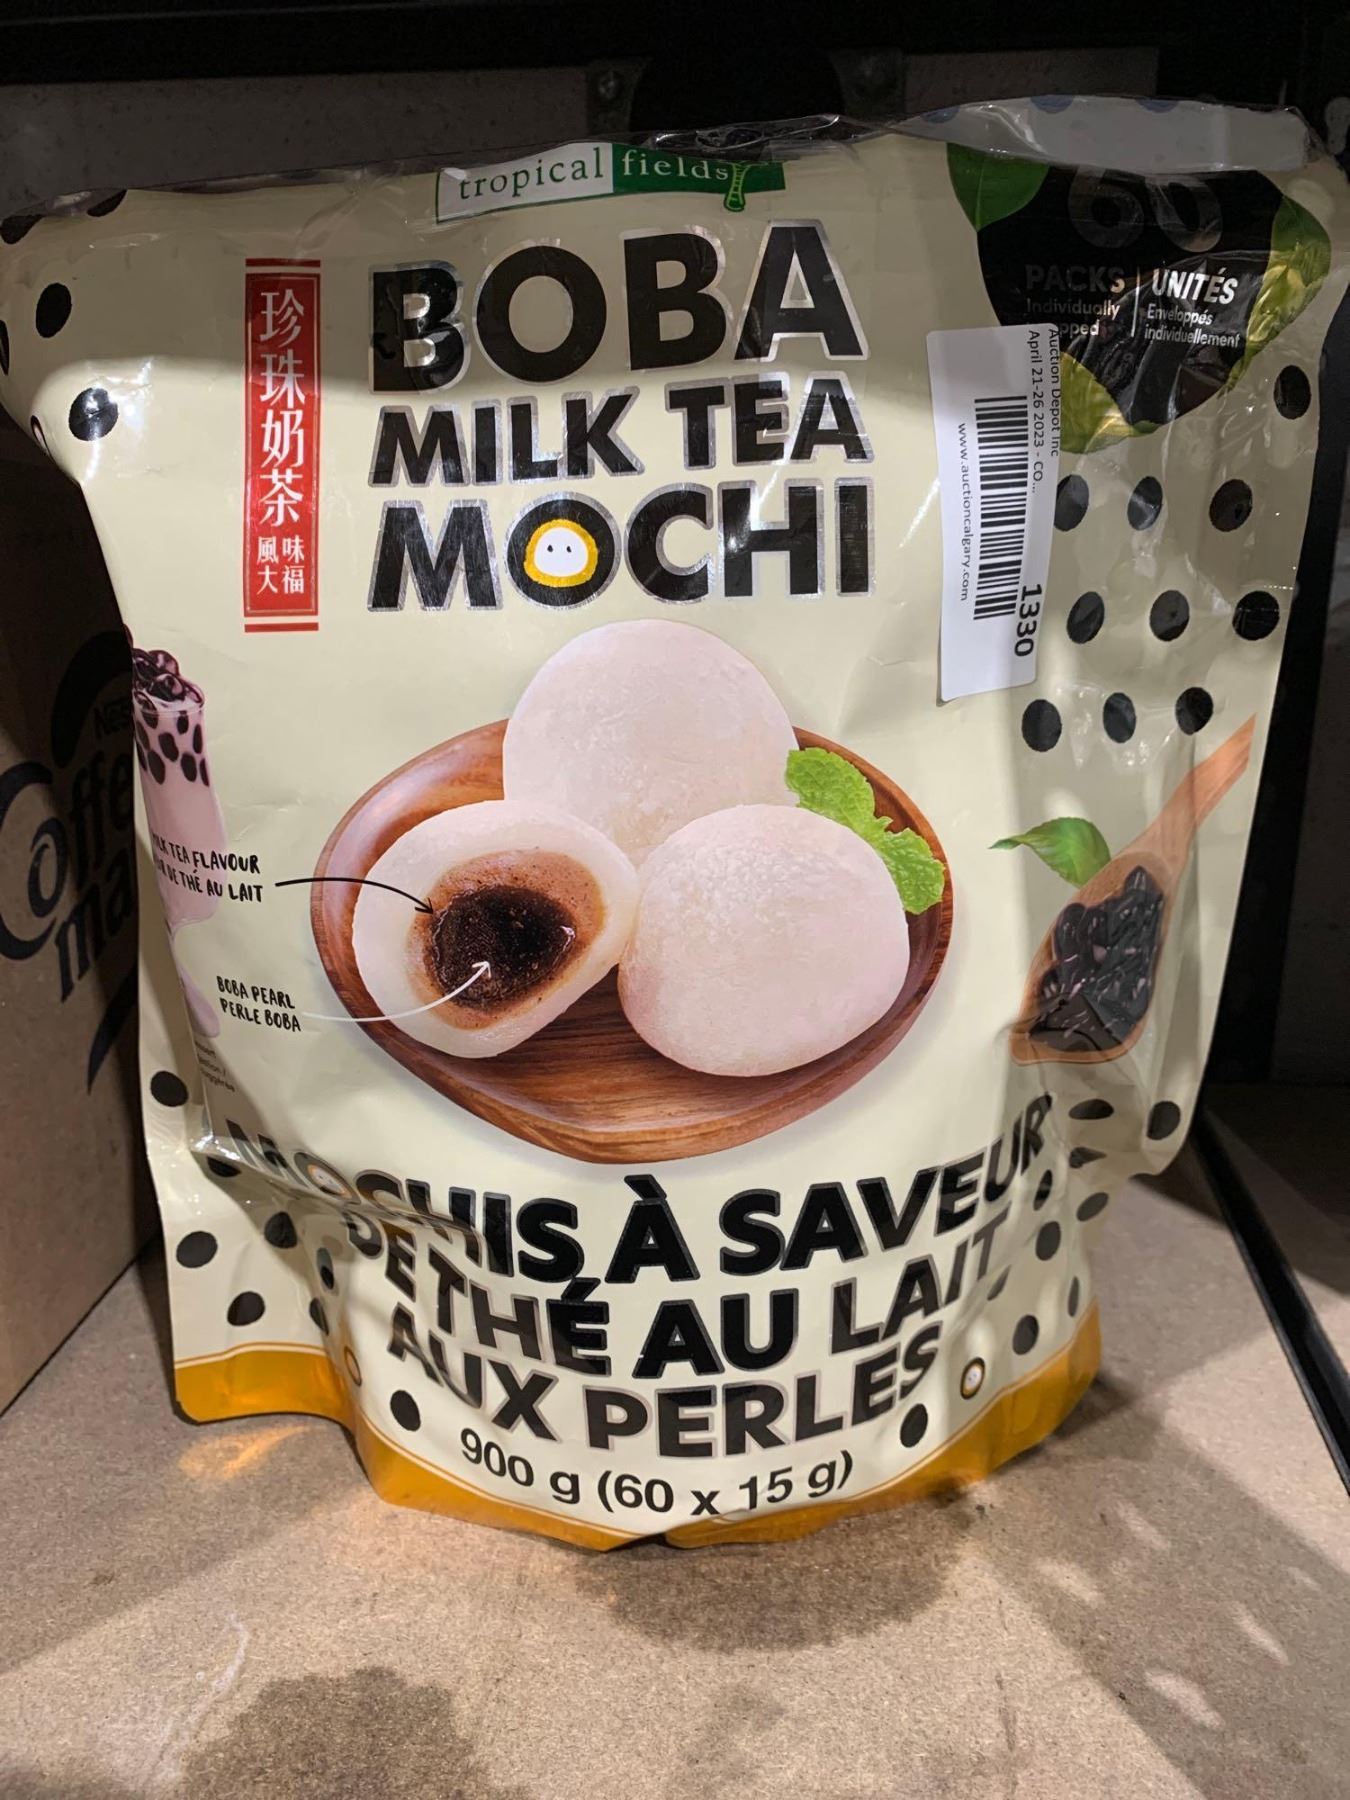 tropical fields
60
PACKS
Individually
UNITÉS
Enveloppés
individuellement
珍珠奶茶
風味
大福
BOBA
MILK TEA
MOCHI
Auction Depot Inc
April 21-26 2023 - CO...
1330
www.auctioncalgary.com
TEA FLAVOUR
DE THÉ AU LAIT
BOBA PEARL
PERLE BOBA
MOCHIS À SAVEUR
DE THÉ AU LAIT
AUX PERLES
900 g (60 x 15 g)